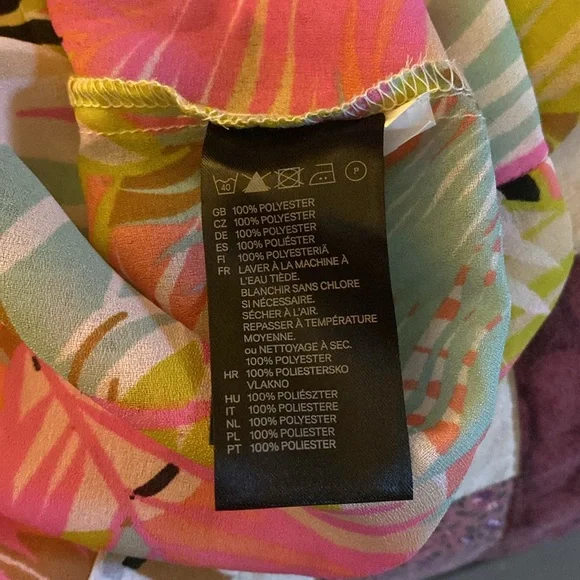 40 P
GB 100% POLYESTER
CZ 100% POLYESTER
DE 100% POLYESTER
ES 100% POLIÉSTER
FI 100% POLYESTERIÄ
FR LAVER À LA MACHINE À
L'EAU TIÈDE.
BLANCHIR SANS CHLORE
SI NÉCESSAIRE.
SÉCHER À L'AIR.
REPASSER À TEMPÉRATURE
MOYENNE.
ou NETTOYAGE À SEC.
100% POLYESTER
HR 100% POLIESTERSKO
VLAKNO
HU 100% POLIÉSZTER
IT 100% POLIESTERE
NL 100% POLYESTER
PL 100% POLIESTER
PT 100% POLIESTER